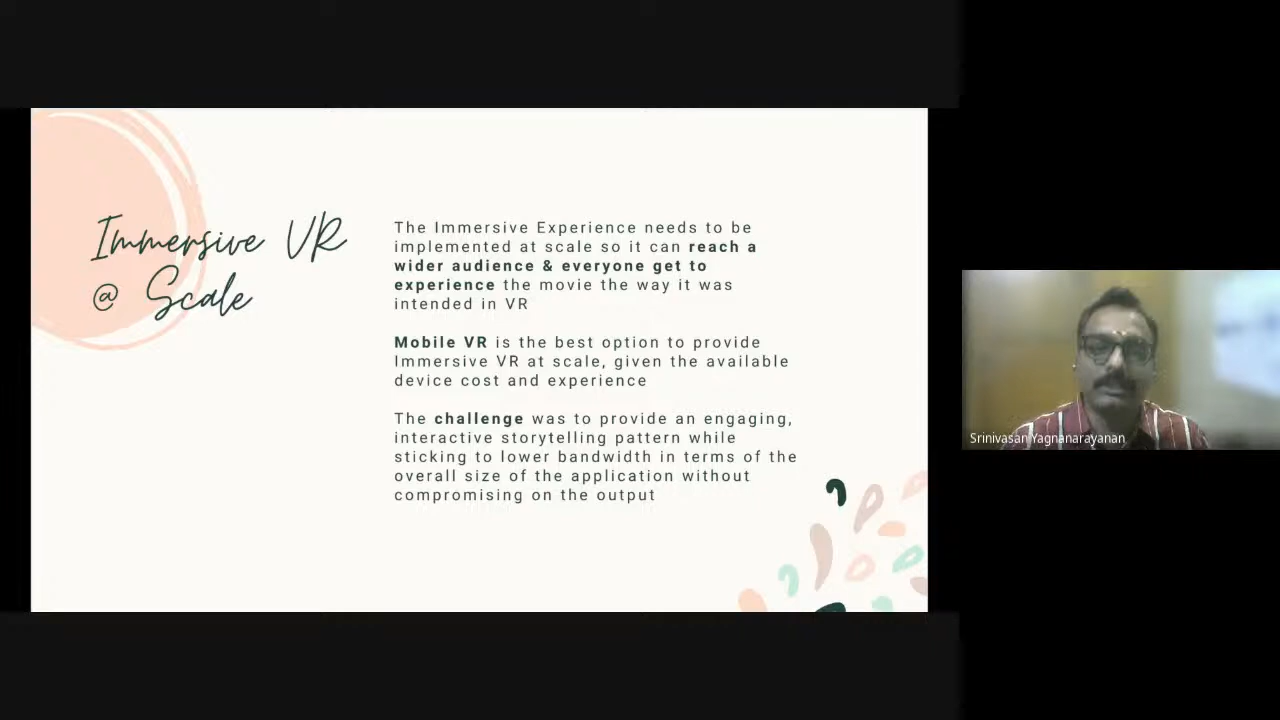 Immersive VR
@ Scale
The Immersive Experience needs to be
implemented at scale so it can reach a
wider audience & everyone get to
experience the movie the way it was
intended in VR
Mobile VR is the best option to provide
Immersive VR at scale, given the available
device cost and experience
The challenge was to provide an engaging,
interactive storytelling pattern while
sticking to lower bandwidth in terms of the
overall size of the application without
compromising on the output
Srinivasan Yagnanarayanan